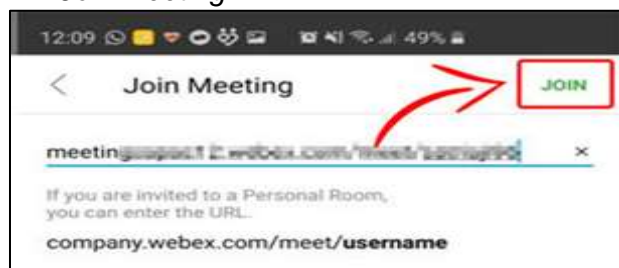 12:09 49%
Join Meeting JOIN
meetin
If you are invited to a Personal Room,
you can enter the URL.
company.webex.com/meet/username